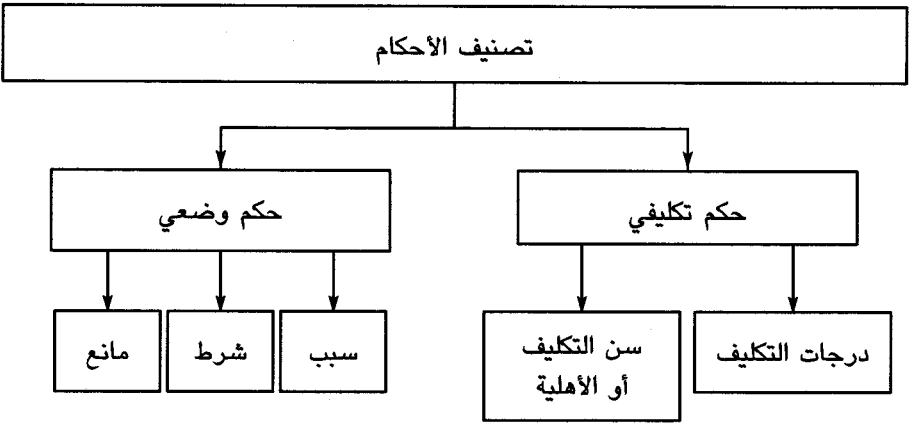 تصنيف الأحكام
حكم تكليفي
حكم وضعي
درجات التكليف
سن التكليف
أو الأهلية
سبب
شرط
مانع